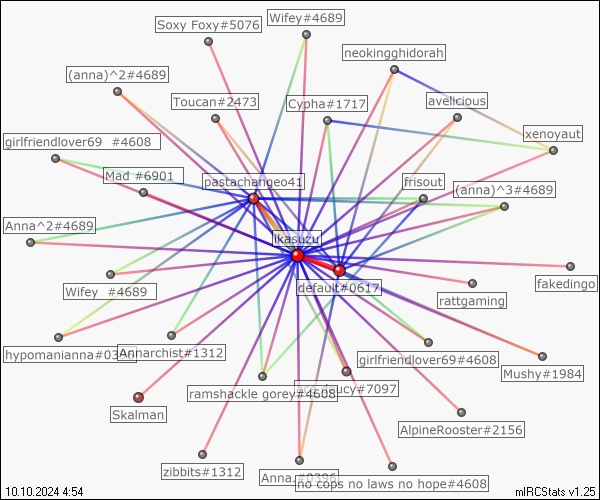 Wifey#4689
Soxy Foxy#5076
neokingghidorah
(anna)^2#4689
Toucan#2473
Cypha#1717
avelicious
girlfriendlover69 #4608
xenoyaut
Mad #6901
pastachangeo41
frisout
(anna)^3#4689
Anna^2#4689
ikasuzu
fakedingo
default#0617
Wifey #4689
rattgaming
hypomanianna#03
Annarchist#1312
girlfriendlover69#4608
Mushy#1984
ramshackle gorey#4608
ucy#7097
Skalman
AlpineRooster#2156
zibbits#1312
Anna.#0396
no cops no laws no hope#4608
10.10.2024 4:54
mIRCStats v1.25